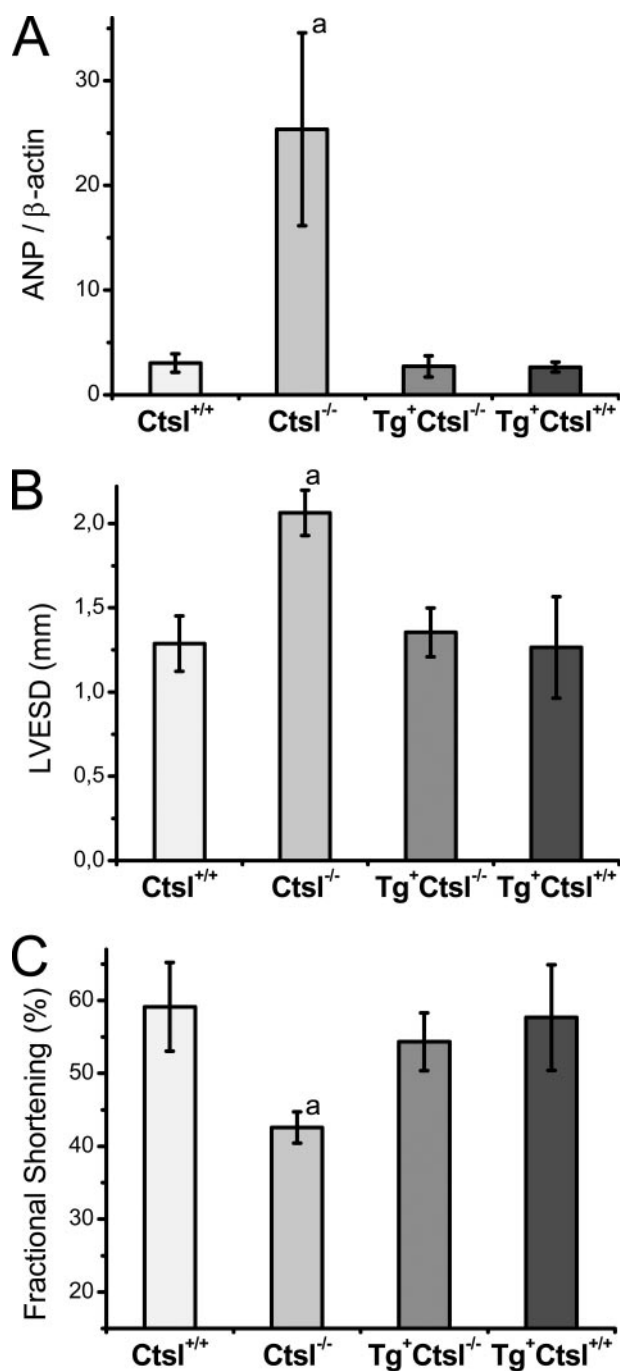 A
a
ANP / β-actin
30
20
10
0
Ctsl+/+ Ctsl-/- Tg+Ctsl-/- Tg+Ctsl+/+
B
a
LVESD (mm)
2,0
1,5
1,0
0,5
0,0
Ctsl+/+ Ctsl-/- Tg+Ctsl-/- Tg+Ctsl+/+
C
a
Fractional Shortening (%)
60
50
40
30
20
Ctsl+/+ Ctsl-/- Tg+Ctsl-/- Tg+Ctsl+/+